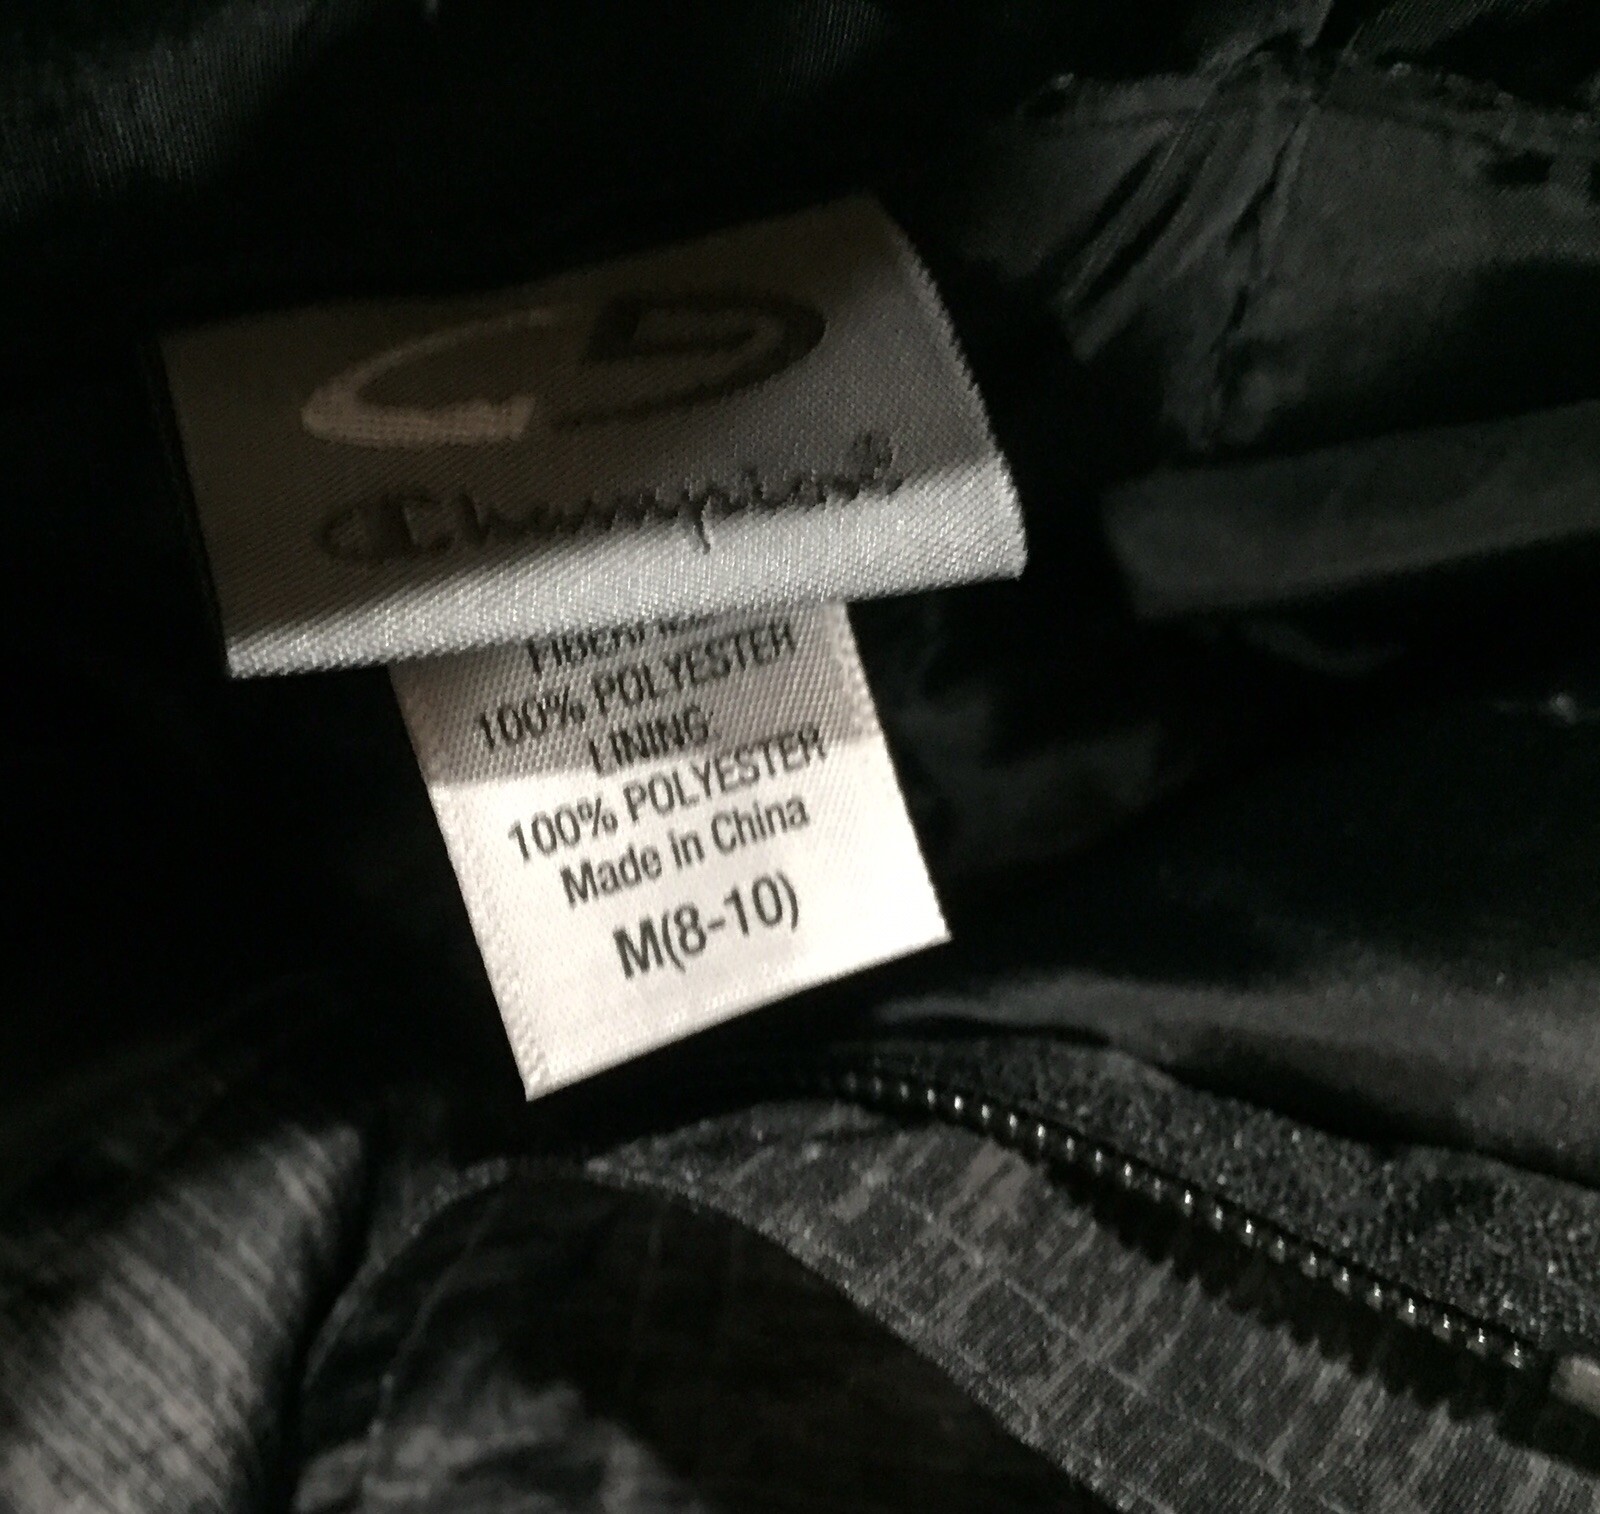 Champion
100% POLYESTER
LINING:
100% POLYESTER
Made in China
M(8-10)